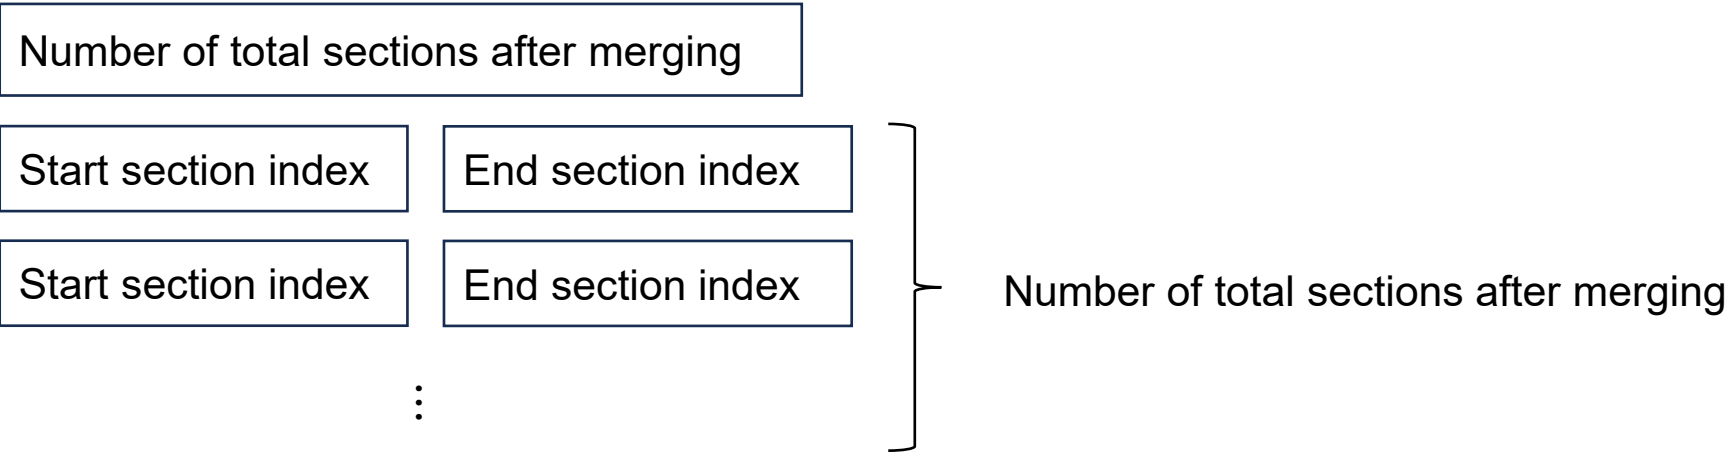 Number of total sections after merging
Start section index End section index
Start section index End section index
Number of total sections after merging
⋮